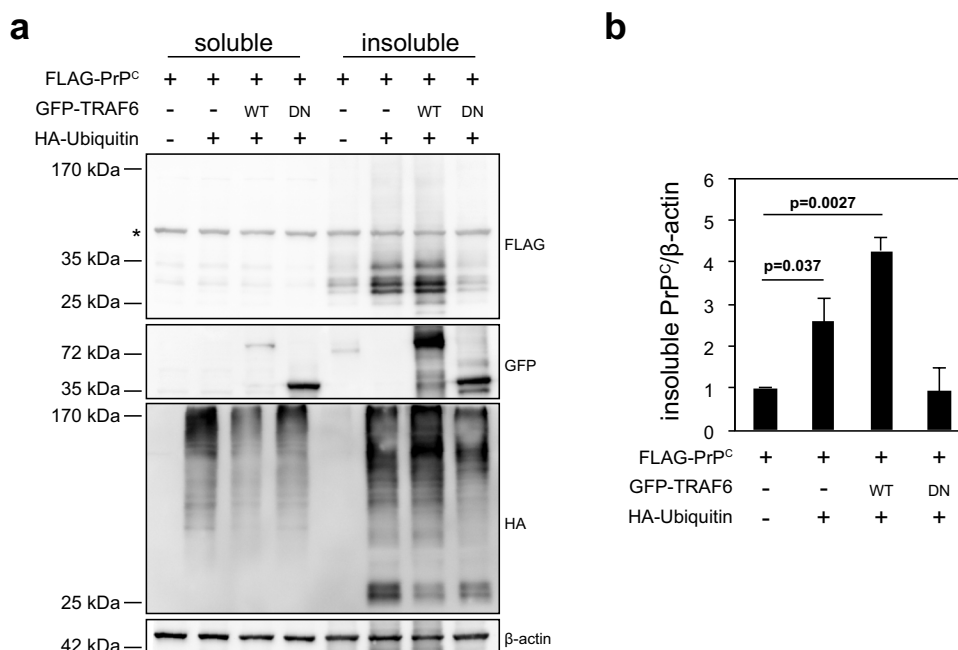 a
soluble insoluble
FLAG-PrPᶜ + + + + + + + +
GFP-TRAF6 - - WT DN - - WT DN
HA-Ubiquitin - + + + - + + +
170 kDa
*
35 kDa
25 kDa
FLAG
72 kDa
35 kDa
GFP
170 kDa
HA
25 kDa
42 kDa
β-actin
b
insoluble PrPᶜ/β-actin
6
5
4
3
2
1
0
p=0.0027
p=0.037
FLAG-PrPᶜ + + + +
GFP-TRAF6 - - WT DN
HA-Ubiquitin - + + +